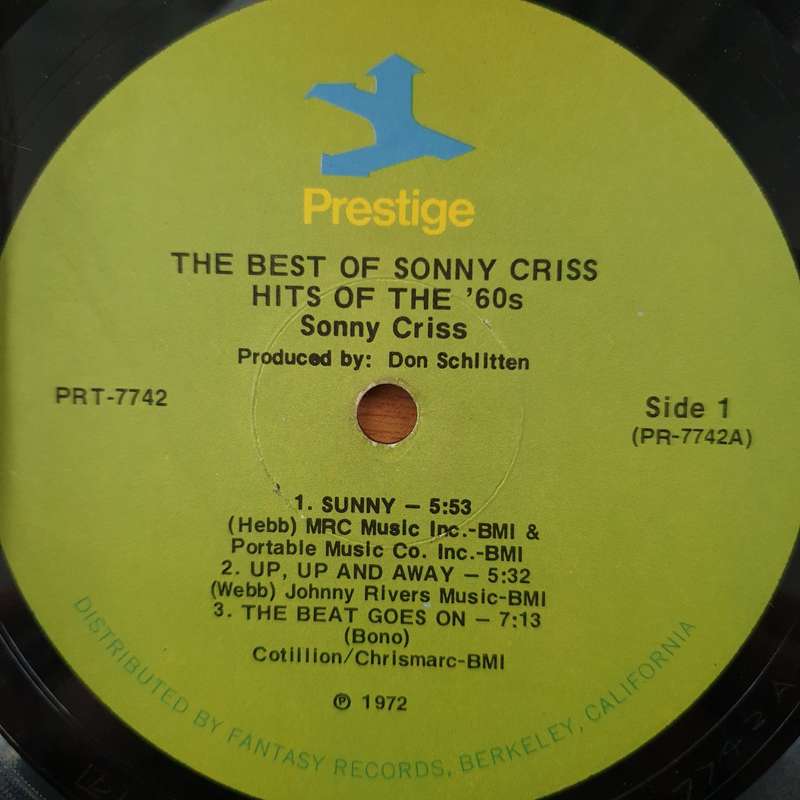 Prestige
THE BEST OF SONNY CRISS
HITS OF THE '60s
Sonny Criss
Produced by: Don Schlitten
PRT-7742
Side 1
(PR-7742A)
1. SUNNY — 5:53
(Hebb) MRC Music Inc.-BMI &
Portable Music Co. Inc.-BMI
2. UP, UP AND AWAY — 5:32
(Webb) Johnny Rivers Music-BMI
3. THE BEAT GOES ON — 7:13
(Bono)
Cotillion/Chrismarc-BMI
℗ 1972
DISTRIBUTED BY FANTASY RECORDS, BERKELEY, CALIFORNIA
7742 A